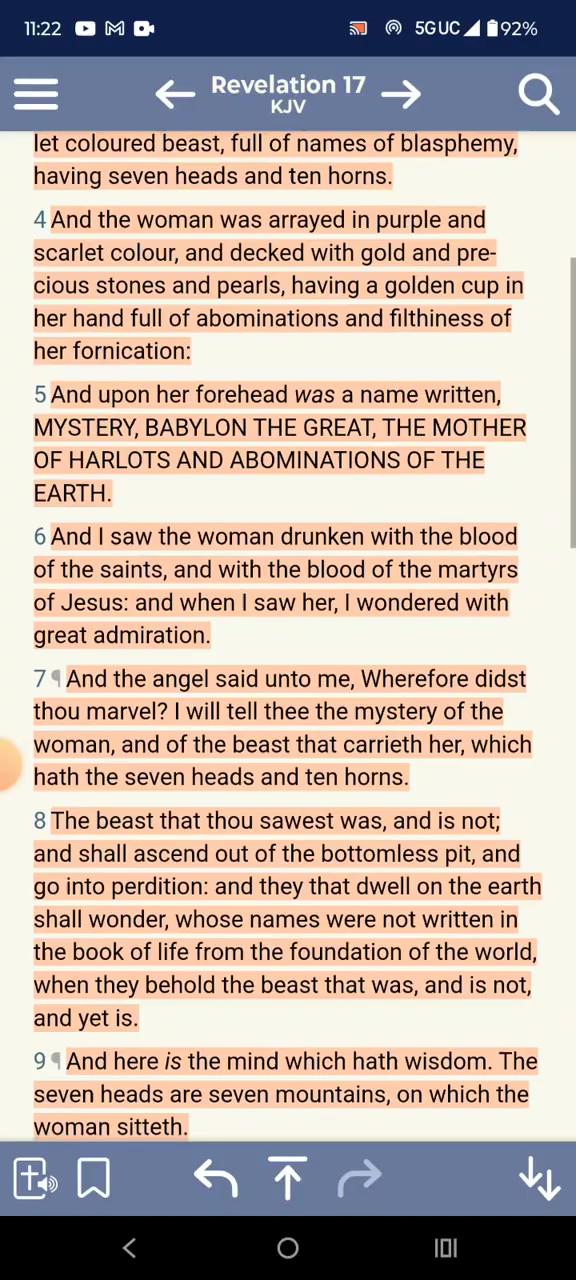 11:22 5G UC 92%
Revelation 17
KJV
let coloured beast, full of names of blasphemy,
having seven heads and ten horns.
4 And the woman was arrayed in purple and
scarlet colour, and decked with gold and pre-
cious stones and pearls, having a golden cup in
her hand full of abominations and filthiness of
her fornication:
5 And upon her forehead was a name written,
MYSTERY, BABYLON THE GREAT, THE MOTHER
OF HARLOTS AND ABOMINATIONS OF THE
EARTH.
6 And I saw the woman drunken with the blood
of the saints, and with the blood of the martyrs
of Jesus: and when I saw her, I wondered with
great admiration.
7 ¶ And the angel said unto me, Wherefore didst
thou marvel? I will tell thee the mystery of the
woman, and of the beast that carrieth her, which
hath the seven heads and ten horns.
8 The beast that thou sawest was, and is not;
and shall ascend out of the bottomless pit, and
go into perdition: and they that dwell on the earth
shall wonder, whose names were not written in
the book of life from the foundation of the world,
when they behold the beast that was, and is not,
and yet is.
9 ¶ And here is the mind which hath wisdom. The
seven heads are seven mountains, on which the
woman sitteth.